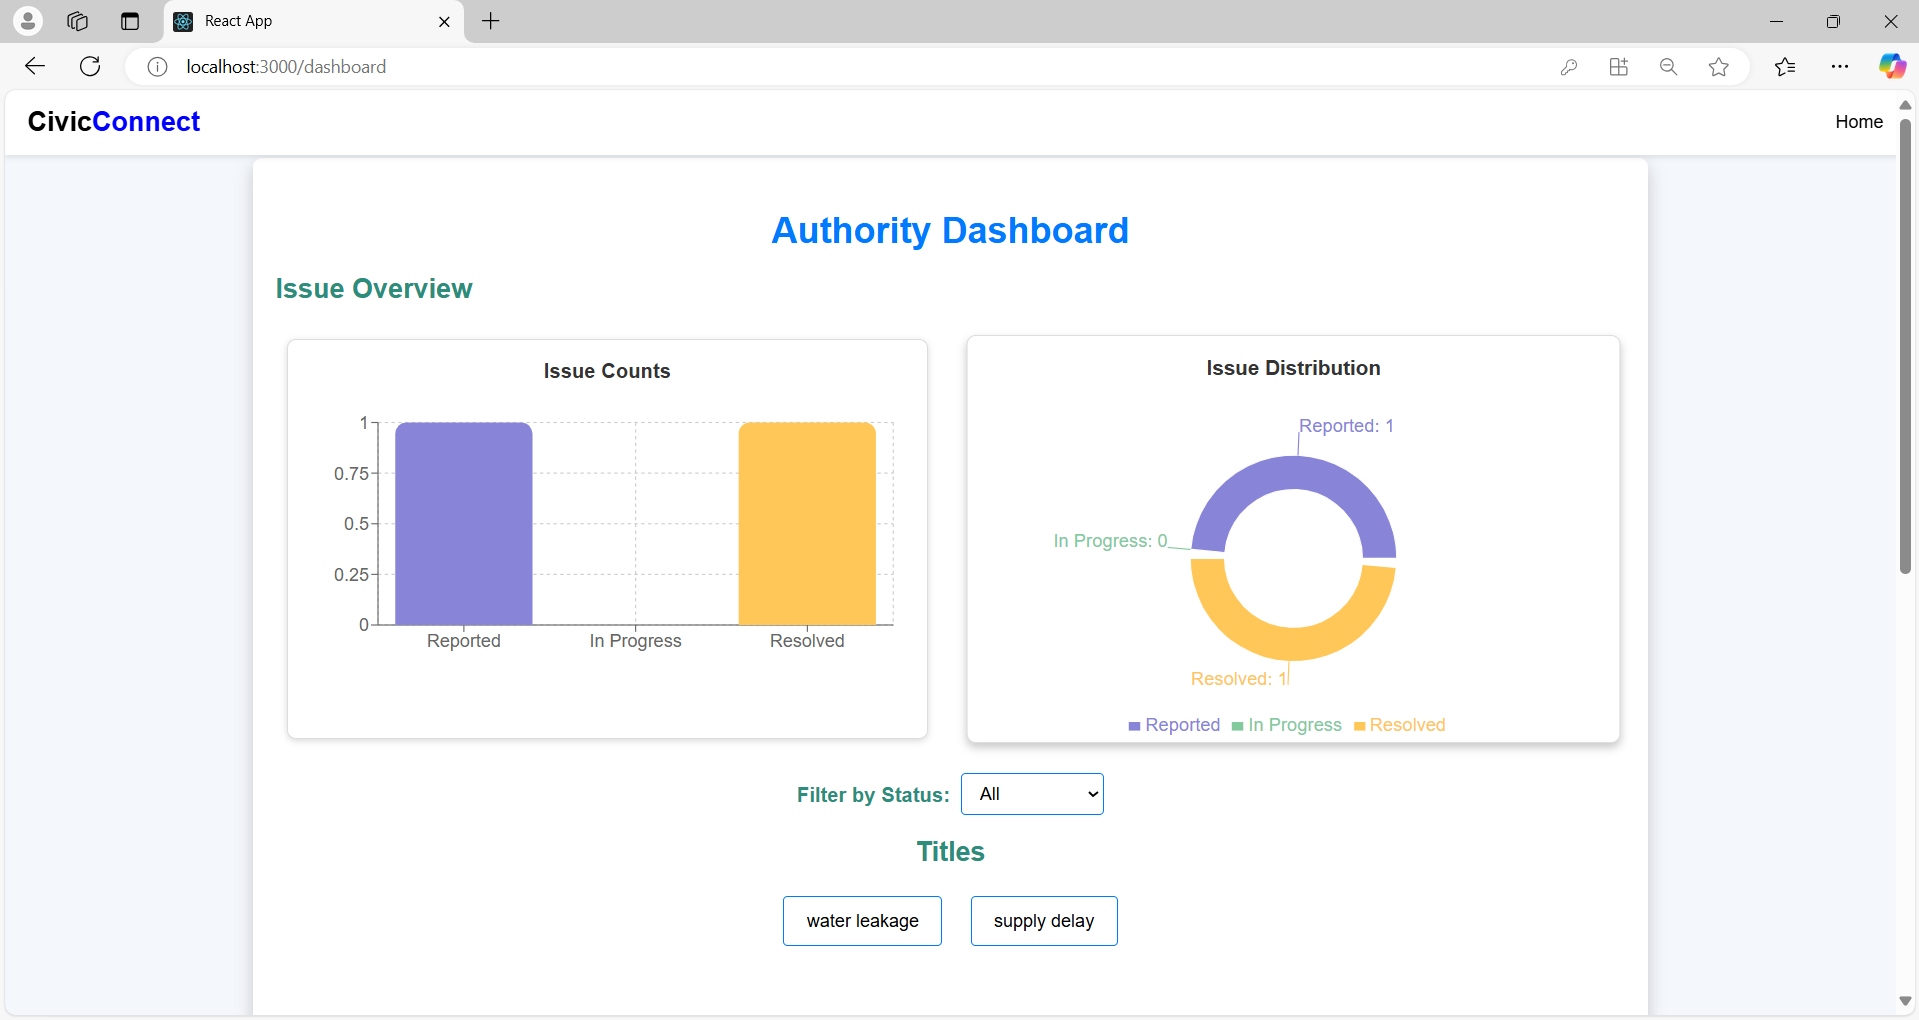 React App
localhost:3000/dashboard
CivicConnect
Home
Authority Dashboard
Issue Overview
Issue Counts
1
0.75
0.5
0.25
0
Reported
In Progress
Resolved
Issue Distribution
Reported: 1
In Progress: 0
Resolved: 1
Reported
In Progress
Resolved
Filter by Status:
All
Titles
water leakage
supply delay